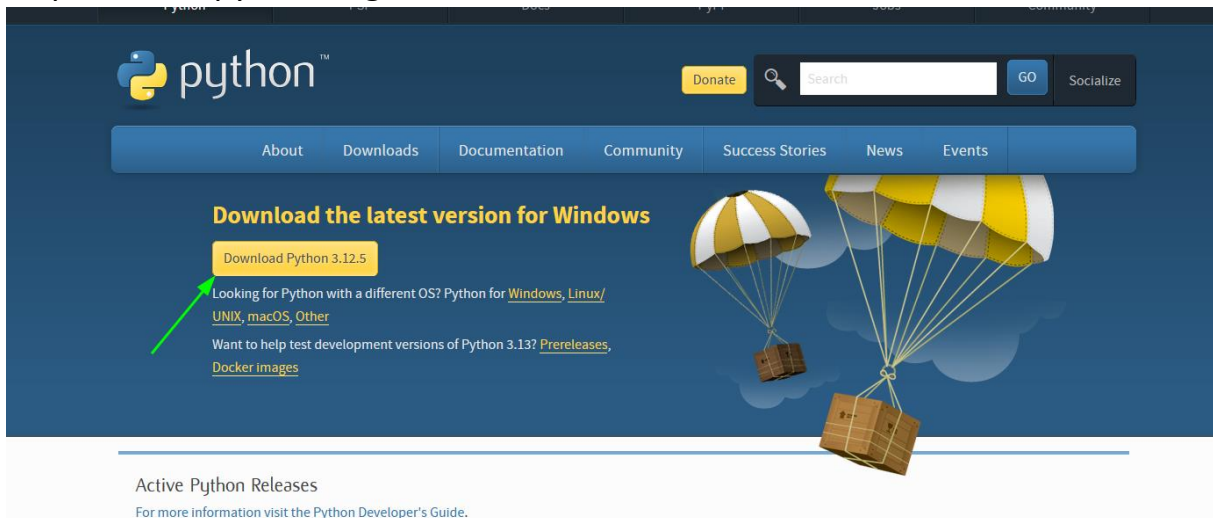 Docs
Community
python™
Donate
Search
GO
Socialize
About Downloads Documentation Community Success Stories News Events
Download the latest version for Windows
Download Python 3.12.5
Looking for Python with a different OS? Python for Windows, Linux/
UNIX, macOS, Other
Want to help test development versions of Python 3.13? Prereleases,
Docker images
Active Python Releases
For more information visit the Python Developer's Guide.